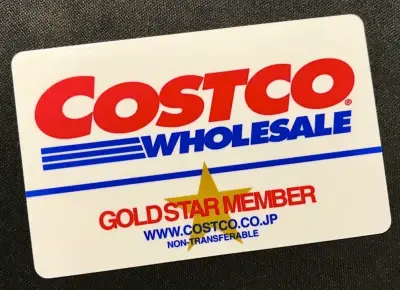 COSTCO®
WHOLESALE
GOLD STAR MEMBER
WWW.COSTCO.CO.JP
NON-TRANSFERABLE